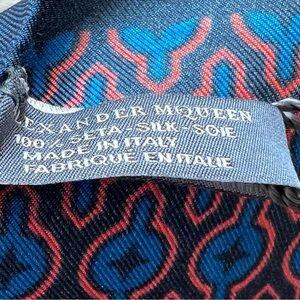 LEXANDER MCQUEEN
100% SETA - SILK - SOIE
MADE IN ITALY
FABRIQUE EN ITALIE